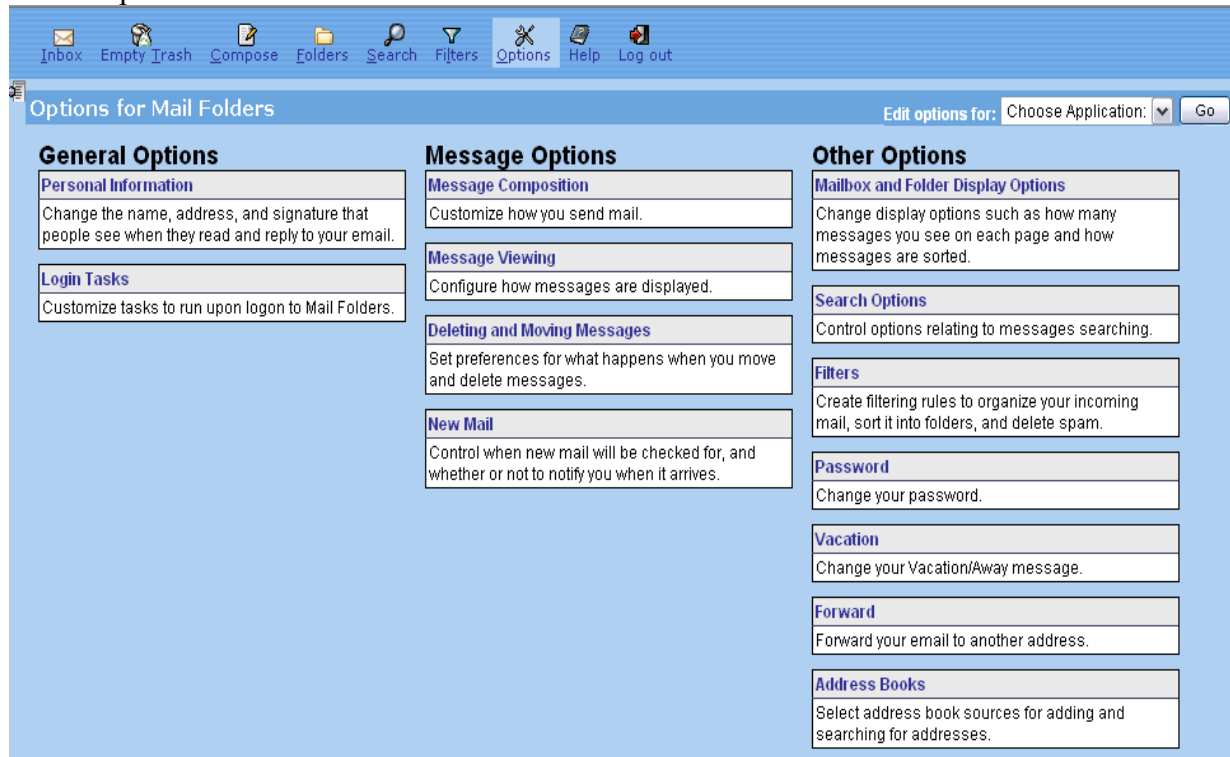 Inbox Empty Trash Compose Folders Search Filters Options Help Log out
Options for Mail Folders
Edit options for: Choose Application: Go
General Options
Personal Information
Change the name, address, and signature that
people see when they read and reply to your email.
Login Tasks
Customize tasks to run upon logon to Mail Folders.
Message Options
Message Composition
Customize how you send mail.
Message Viewing
Configure how messages are displayed.
Deleting and Moving Messages
Set preferences for what happens when you move
and delete messages.
New Mail
Control when new mail will be checked for, and
whether or not to notify you when it arrives.
Other Options
Mailbox and Folder Display Options
Change display options such as how many
messages you see on each page and how
messages are sorted.
Search Options
Control options relating to messages searching.
Filters
Create filtering rules to organize your incoming
mail, sort it into folders, and delete spam.
Password
Change your password.
Vacation
Change your Vacation/Away message.
Forward
Forward your email to another address.
Address Books
Select address book sources for adding and
searching for addresses.